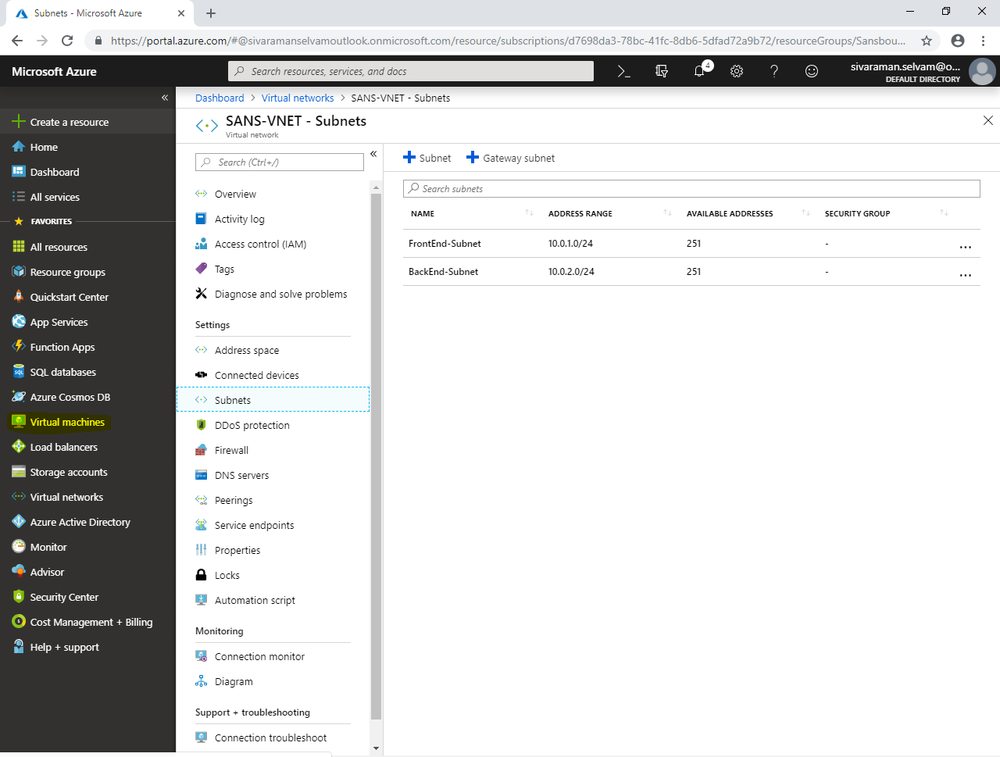 Subnets - Microsoft Azure
https://portal.azure.com/#@sivaramanselvamoutlook.onmicrosoft.com/resource/subscriptions/d7698da3-78bc-41fc-8db6-5dfad72a9b72/resourceGroups/Sansbou...
Microsoft Azure
Search resources, services, and docs
4
sivaraman.selvam@o...
DEFAULT DIRECTORY
Create a resource
Home
Dashboard
All services
FAVORITES
All resources
Resource groups
Quickstart Center
App Services
Function Apps
SQL databases
Azure Cosmos DB
Virtual machines
Load balancers
Storage accounts
Virtual networks
Azure Active Directory
Monitor
Advisor
Security Center
Cost Management + Billing
Help + support
Dashboard > Virtual networks > SANS-VNET - Subnets
SANS-VNET - Subnets
Virtual network
Search (Ctrl+/)
Overview
Activity log
Access control (IAM)
Tags
Diagnose and solve problems
Settings
Address space
Connected devices
Subnets
DDoS protection
Firewall
DNS servers
Peerings
Service endpoints
Properties
Locks
Automation script
Monitoring
Connection monitor
Diagram
Support + troubleshooting
Connection troubleshoot
Subnet Gateway subnet
Search subnets
NAME ADDRESS RANGE AVAILABLE ADDRESSES SECURITY GROUP
FrontEnd-Subnet 10.0.1.0/24 251 - ...
BackEnd-Subnet 10.0.2.0/24 251 - ...